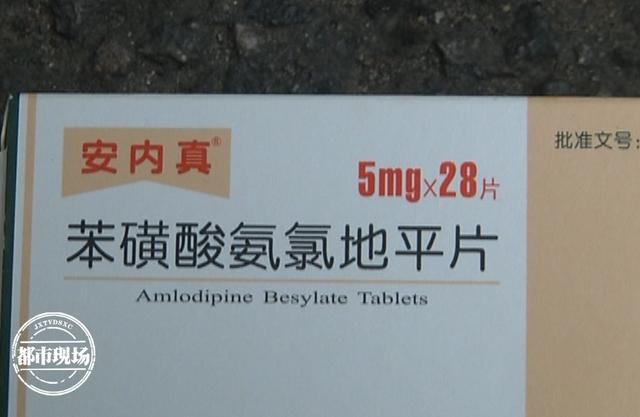 安内真®
批准文号:
5mg×28片
苯磺酸氨氯地平片
Amlodipine Besylate Tablets
JXTVDSXC
都市现场